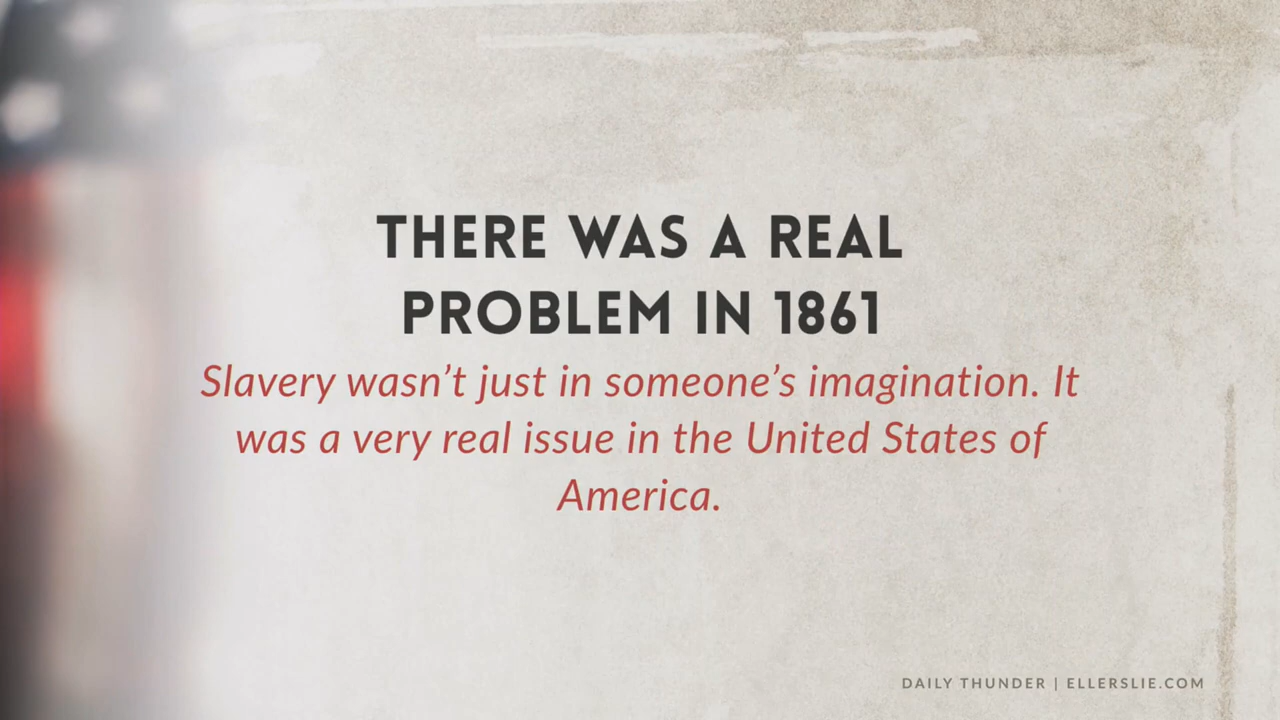 THERE WAS A REAL
PROBLEM IN 1861
Slavery wasn’t just in someone’s imagination. It
was a very real issue in the United States of
America.
DAILY THUNDER | ELLERSLIE.COM